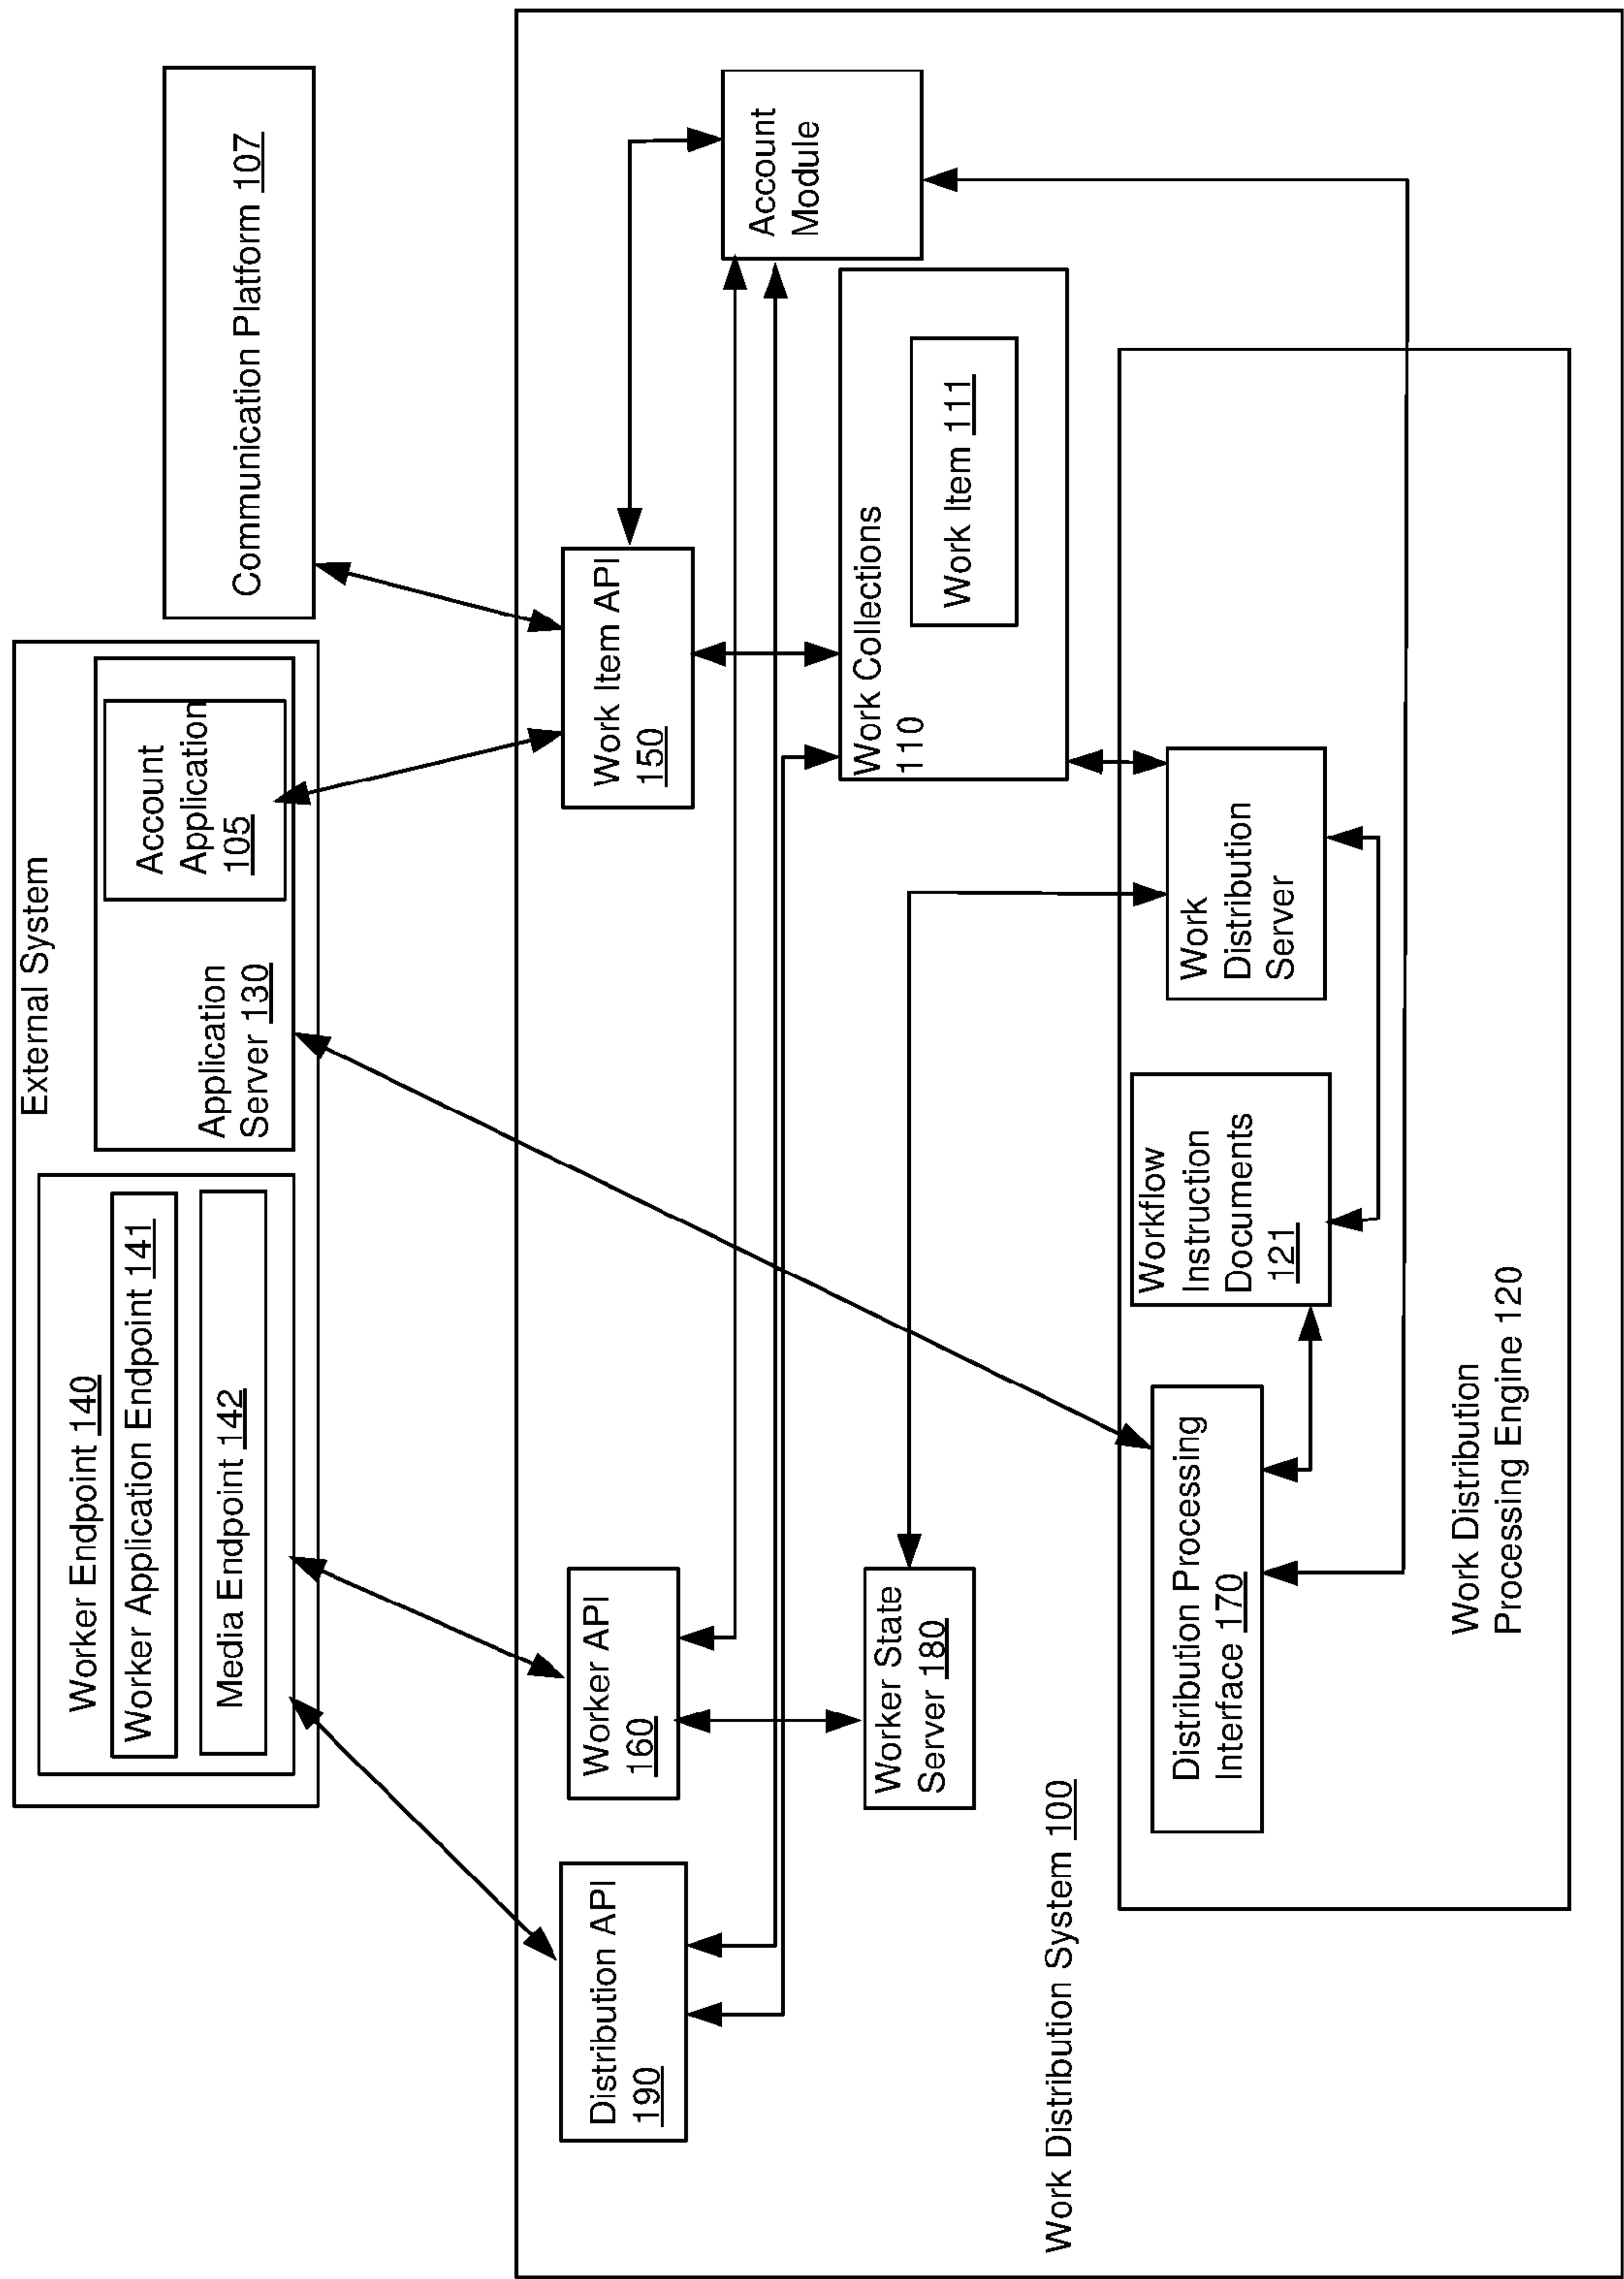 External System
Worker Endpoint 140
Worker Application Endpoint 141
Media Endpoint 142
Account
Application
105
Application
Server 130
Communication Platform 107
Distribution API
190
Worker API
160
Work Item API
150
Account
Module
Worker State
Server 180
Work Collections
110
Work Item 111
Work Distribution System 100
Distribution Processing
Interface 170
Workflow
Instruction
Documents
121
Work
Distribution
Server
Work Distribution
Processing Engine 120